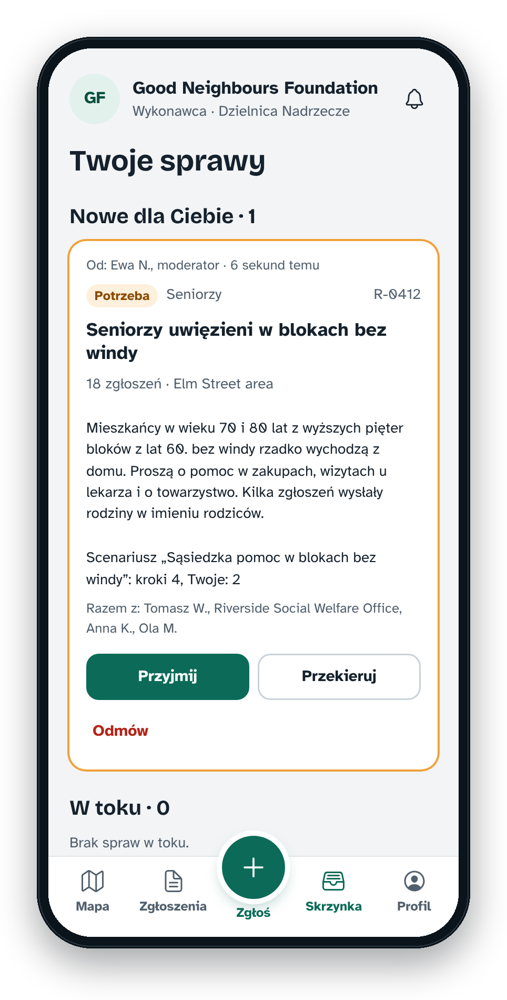 GF
Good Neighbours Foundation
Wykonawca · Dzielnica Nadrzecze
Twoje sprawy
Nowe dla Ciebie · 1
Od: Ewa N., moderator · 6 sekund temu
Potrzeba Seniorzy R-0412
Seniorzy uwięzieni w blokach bez
windy
18 zgłoszeń · Elm Street area
Mieszkańcy w wieku 70 i 80 lat z wyższych pięter
bloków z lat 60. bez windy rzadko wychodzą z
domu. Proszą o pomoc w zakupach, wizytach u
lekarza i o towarzystwo. Kilka zgłoszeń wysłały
rodziny w imieniu rodziców.
Scenariusz „Sąsiedzka pomoc w blokach bez
windy”: kroki 4, Twoje: 2
Razem z: Tomasz W., Riverside Social Welfare Office,
Anna K., Ola M.
Przyjmij Przekieruj
Odmów
W toku · 0
Brak spraw w toku.
Mapa Zgłoszenia Zgłoś Skrzynka Profil